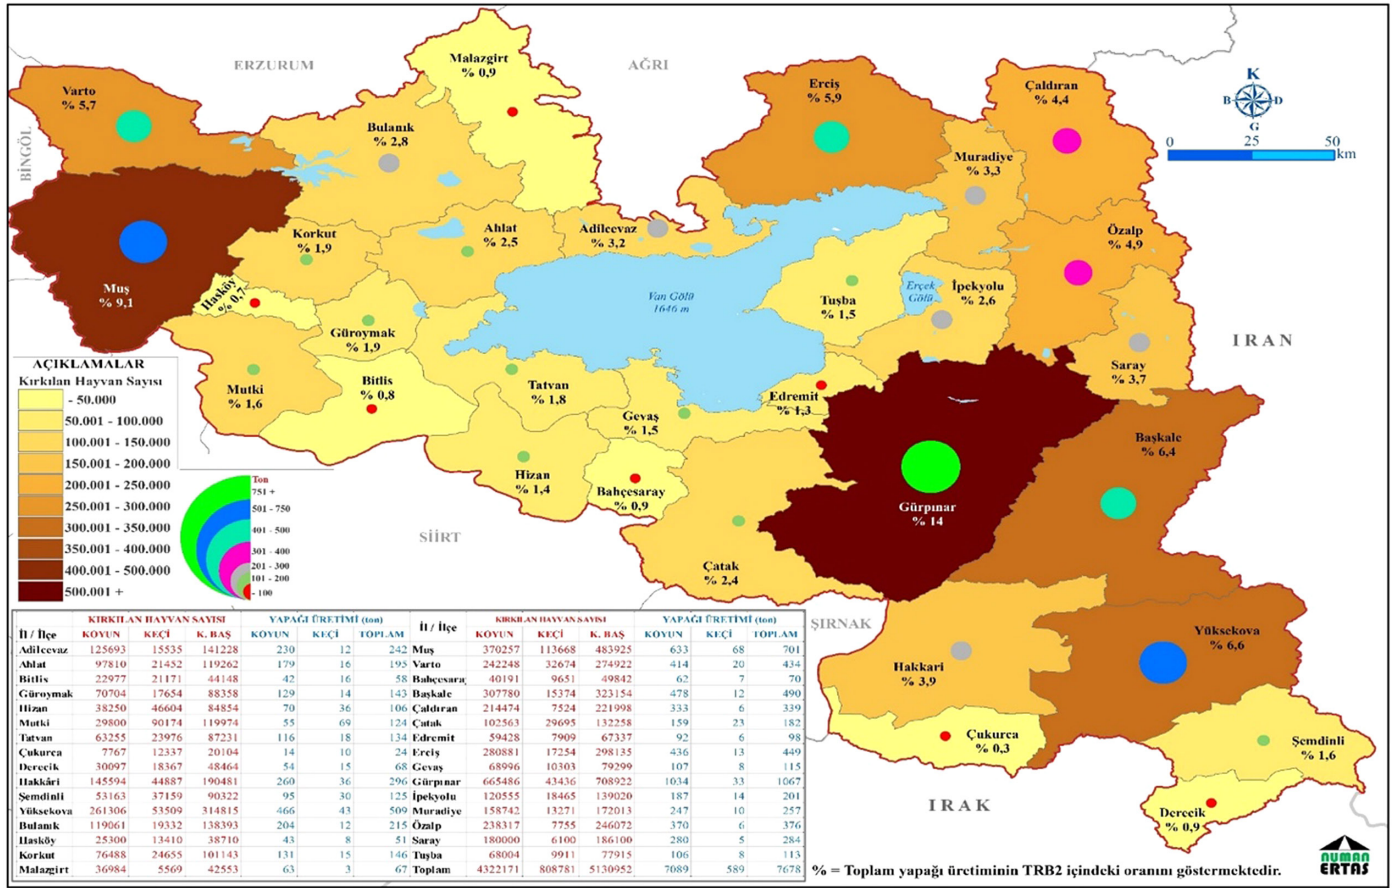 ERZURUM
AĞRI
BİNGÖL
SİİRT
ŞIRNAK
IRAN
IRAK
Malazgirt
% 0,9
Varto
% 5,7
Bulanık
% 2,8
Erciş
% 5,9
Çaldıran
% 4,4
Muradiye
% 3,3
Korkut
% 1,9
Ahlat
% 2,5
Adilcevaz
% 3,2
Özalp
% 4,9
Muş
% 9,1
Hasköy
% 0,7
Van Gölü
1646 m
Tuşba
% 1,5
Erçek
Gölü
İpekyolu
% 2,6
Güroymak
% 1,9
Saray
% 3,7
Mutki
% 1,6
Bitlis
% 0,8
Tatvan
% 1,8
Edremit
% 1,3
Gevaş
% 1,5
Başkale
% 6,4
Hizan
% 1,4
Bahçesaray
% 0,9
Gürpınar
% 14
Çatak
% 2,4
Hakkari
% 3,9
Yüksekova
% 6,6
Çukurca
% 0,3
Şemdinli
% 1,6
Derecik
% 0,9
K
B D
G
0 25 50
km
AÇIKLAMALAR
Kırkılan Hayvan Sayısı
- 50.000
50.001 - 100.000
100.001 - 150.000
150.001 - 200.000
200.001 - 250.000
250.001 - 300.000
300.001 - 350.000
350.001 - 400.000
400.001 - 500.000
500.001 +
Ton
751 +
501 - 750
401 - 500
301 - 400
201 - 300
101 - 200
- 100
İl / İlçe KIRKILAN HAYVAN SAYISI YAPAĞI ÜRETİMİ (ton) İl / İlçe KIRKILAN HAYVAN SAYISI YAPAĞI ÜRETİMİ (ton)
KOYUN KEÇİ K. BAŞ KOYUN KEÇİ TOPLAM KOYUN KEÇİ K. BAŞ KOYUN KEÇİ TOPLAM
Adilcevaz 125693 15535 141228 230 12 242 Muş 370257 113668 483925 633 68 701
Ahlat 97810 21452 119262 179 16 195 Varto 242248 32674 274922 414 20 434
Bitlis 22977 21171 44148 42 16 58 Bahçesaray 40191 9651 49842 62 7 70
Güroymak 70704 17654 88358 129 14 143 Başkale 307780 15374 323154 478 12 490
Hizan 38250 46604 84854 70 36 106 Çaldıran 214474 7524 221998 333 6 339
Mutki 29800 90174 119974 55 69 124 Çatak 102563 29695 132258 159 23 182
Tatvan 63255 23976 87231 116 18 134 Edremit 59428 7909 67337 92 6 98
Çukurca 7767 12337 20104 14 10 24 Erciş 280881 17254 298135 436 13 449
Derecik 30097 18367 48464 54 15 68 Gevaş 68996 10303 79299 107 8 115
Hakkâri 145594 44887 190481 260 36 296 Gürpınar 665486 43436 708922 1034 33 1067
Şemdinli 53163 37159 90322 95 30 125 İpekyolu 120555 18465 139020 187 14 201
Yüksekova 261306 53509 314815 466 43 509 Muradiye 158742 13271 172013 247 10 257
Bulanık 119061 19332 138393 204 12 215 Özalp 238317 7755 246072 370 6 376
Hasköy 25300 13410 38710 43 8 51 Saray 180000 6100 186100 280 5 284
Korkut 76488 24655 101143 131 15 146 Tuşba 68004 9911 77915 106 8 113
Malazgirt 36984 5569 42553 63 3 67 Toplam 4322171 808781 5130952 7089 589 7678
% = Toplam yapağı üretiminin TRB2 içindeki oranını göstermektedir.
NUMAN
ERTAŞ